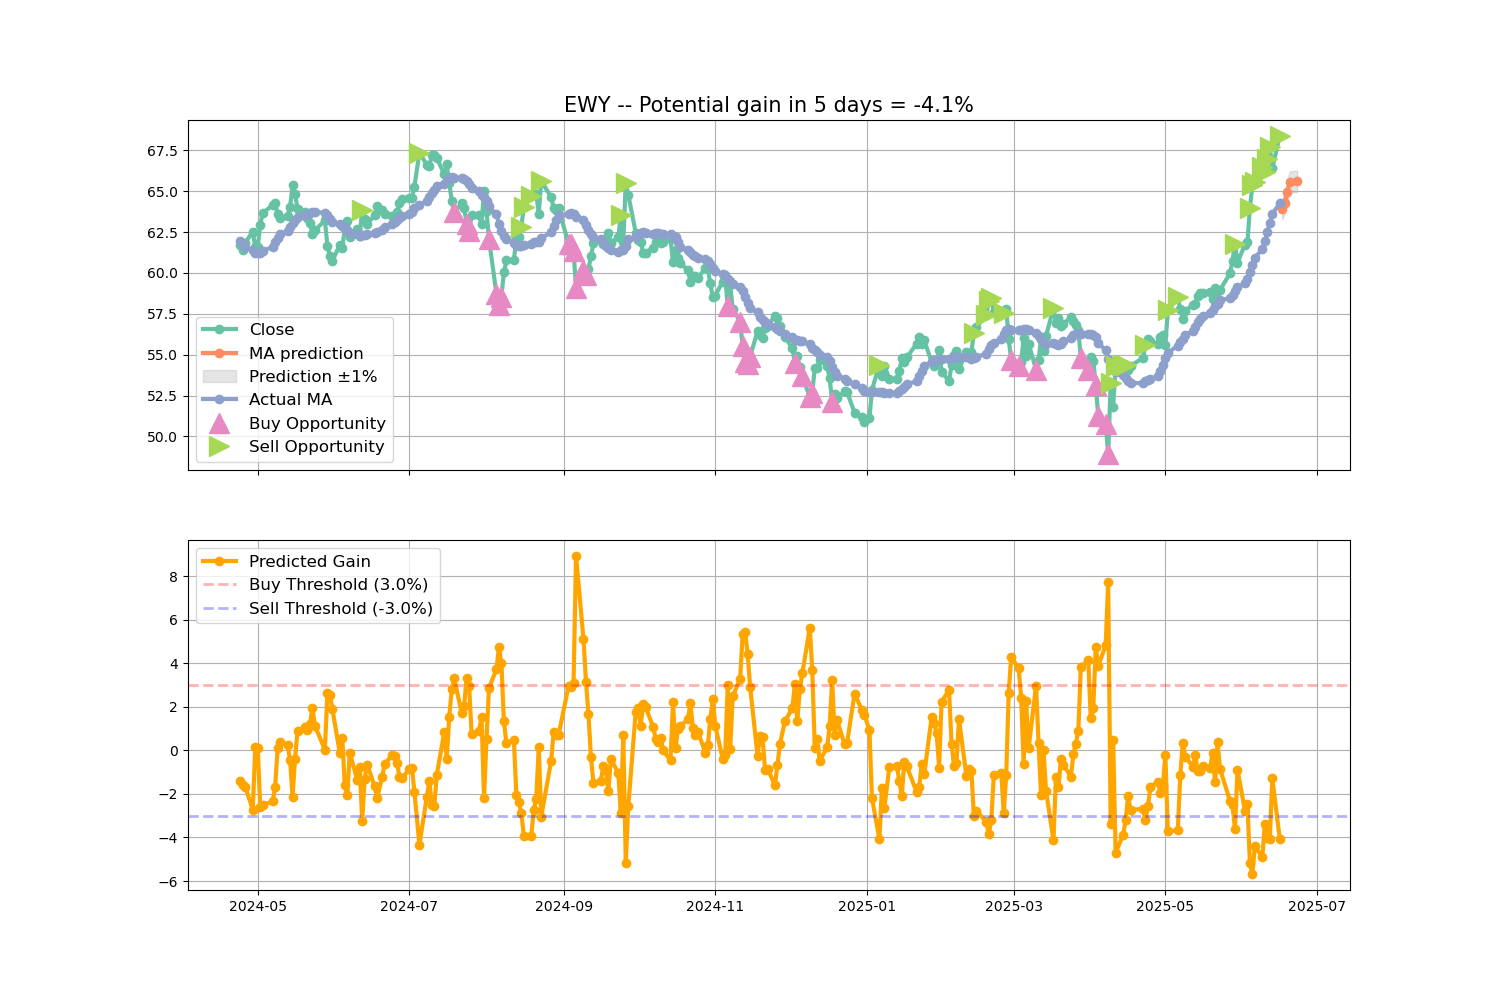 EWY -- Potential gain in 5 days = -4.1%
67.5
65.0
62.5
60.0
57.5
55.0
52.5
50.0
Close
MA prediction
Prediction ±1%
Actual MA
Buy Opportunity
Sell Opportunity
8
6
4
2
0
−2
−4
−6
Predicted Gain
Buy Threshold (3.0%)
Sell Threshold (-3.0%)
2024-05 2024-07 2024-09 2024-11 2025-01 2025-03 2025-05 2025-07